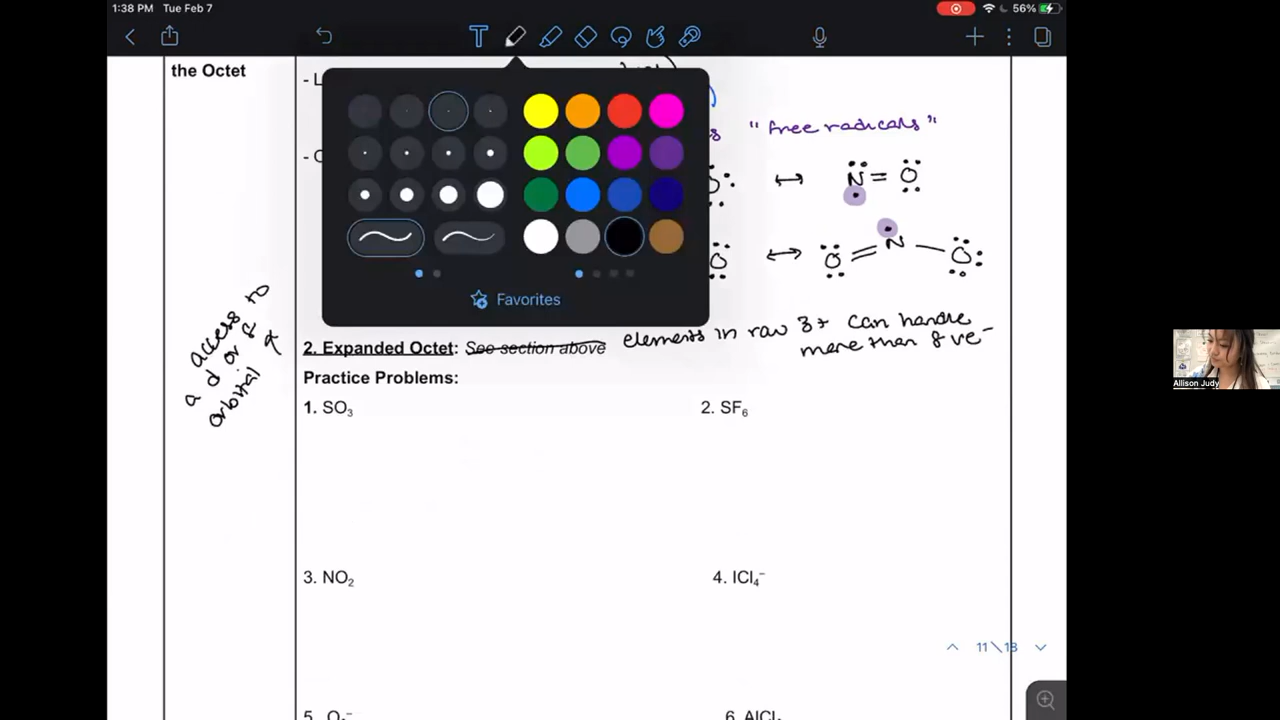 1:38 PM Tue Feb 7
56%
the Octet
- L
"free radicals"
s
N = O
O
O
O = N — O
Favorites
access to
a d or f
orbital
2. Expanded Octet: See section above elements in row 3+ can handle
more than 8 ve⁻
Practice Problems:
1. SO₃
2. SF₆
3. NO₂
4. ICl₄⁻
11\18
6. AlCl
Allison Judy